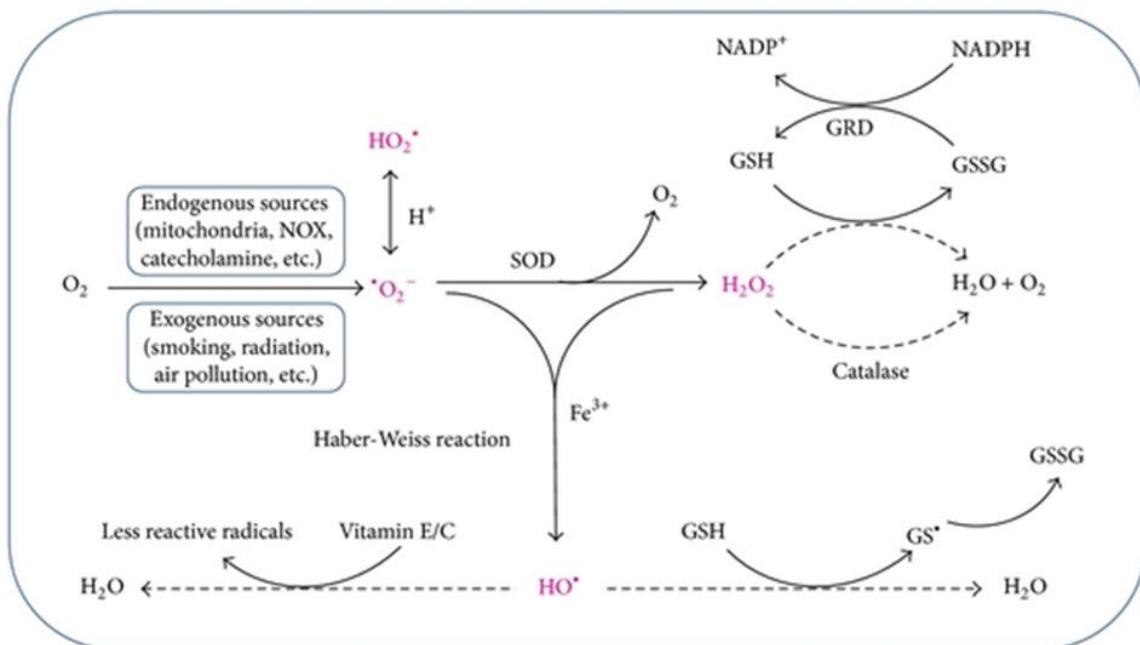 NADP⁺ NADPH
GRD
HO₂•
GSH GSSG
Endogenous sources
(mitochondria, NOX,
catecholamine, etc.)
H⁺
O₂
SOD
O₂
•O₂⁻
H₂O₂
H₂O + O₂
Exogenous sources
(smoking, radiation,
air pollution, etc.)
Catalase
Fe³⁺
Haber-Weiss reaction
GSSG
Less reactive radicals Vitamin E/C
GSH GS•
H₂O HO• H₂O